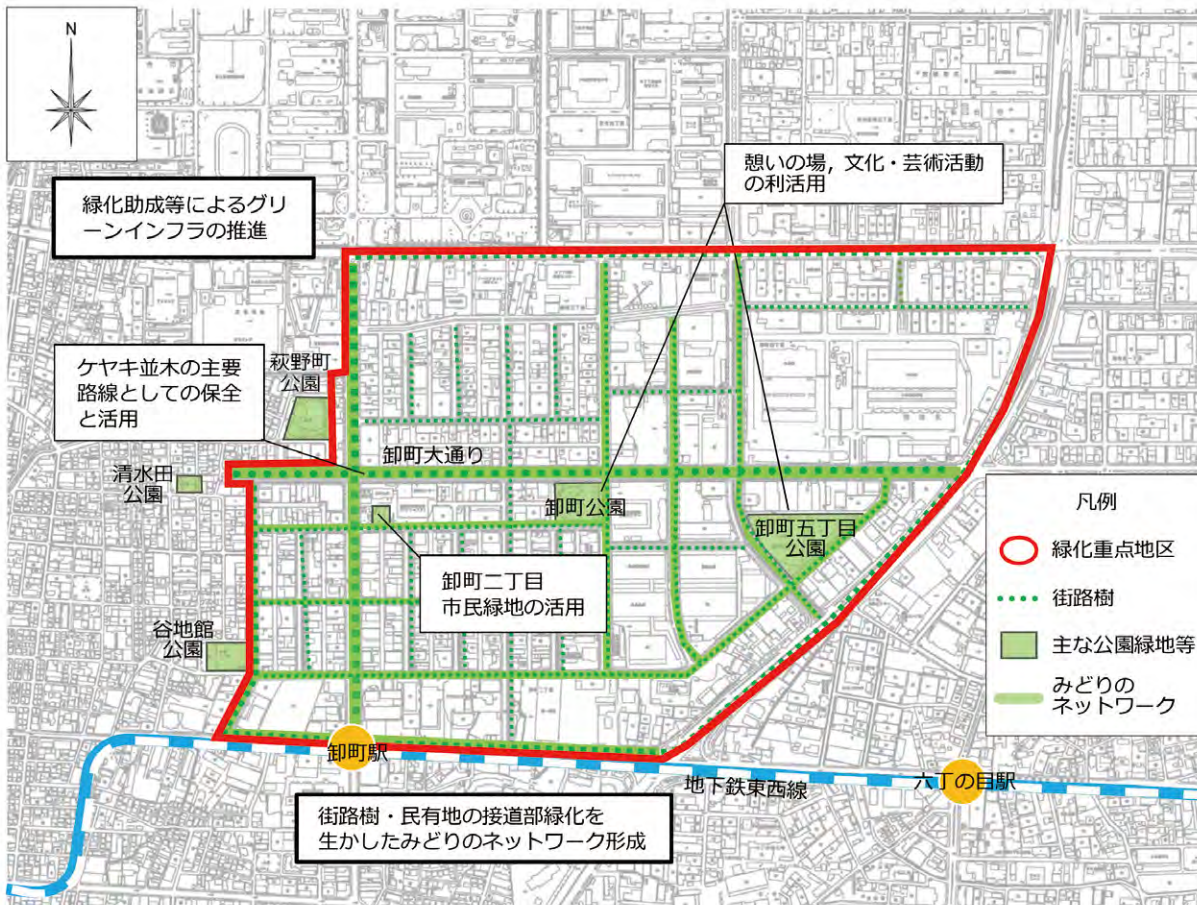 N
緑化助成等によるグリ
ーンインフラの推進
憩いの場，文化・芸術活動
の利活用
ケヤキ並木の主要
路線としての保全
と活用
萩野町
公園
卸町大通り
清水田
公園
卸町公園
卸町五丁目
公園
卸町二丁目
市民緑地の活用
谷地館
公園
凡例
緑化重点地区
街路樹
主な公園緑地等
みどりの
ネットワーク
卸町駅
地下鉄東西線
六丁の目駅
街路樹・民有地の接道部緑化を
生かしたみどりのネットワーク形成